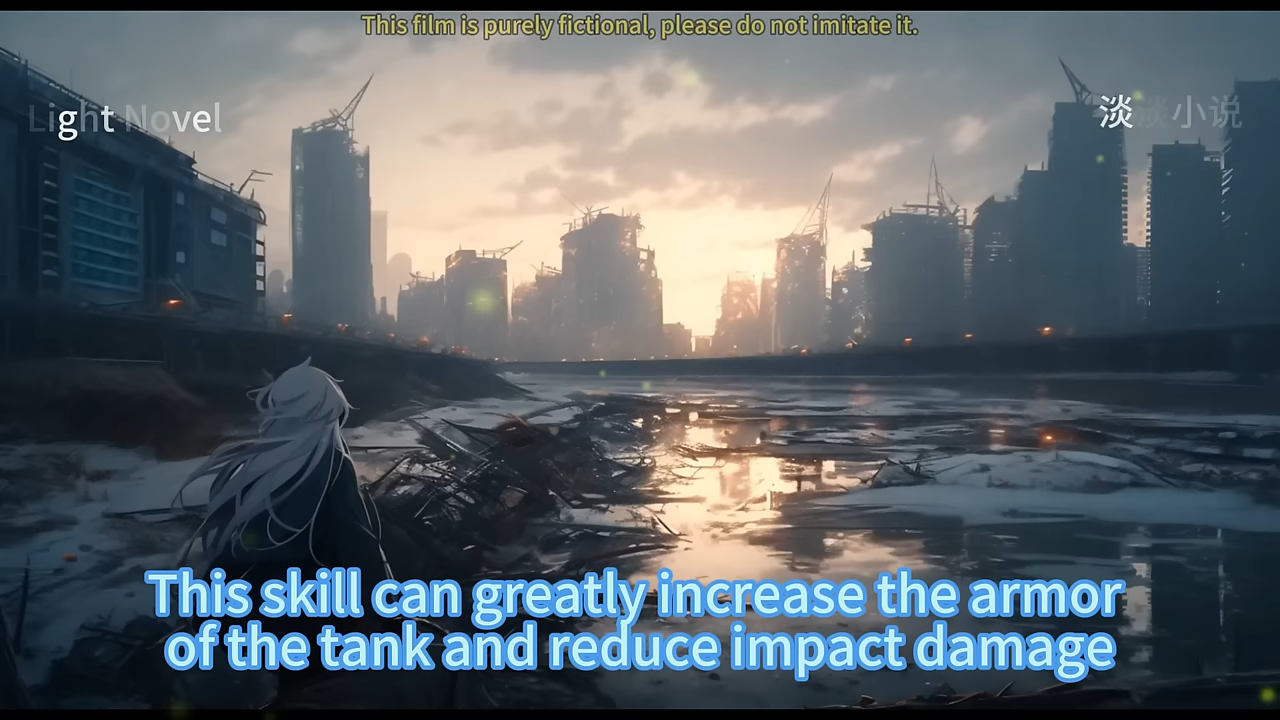 This film is purely fictional, please do not imitate it.
Light Novel
淡淡小说
This skill can greatly increase the armor
of the tank and reduce impact damage